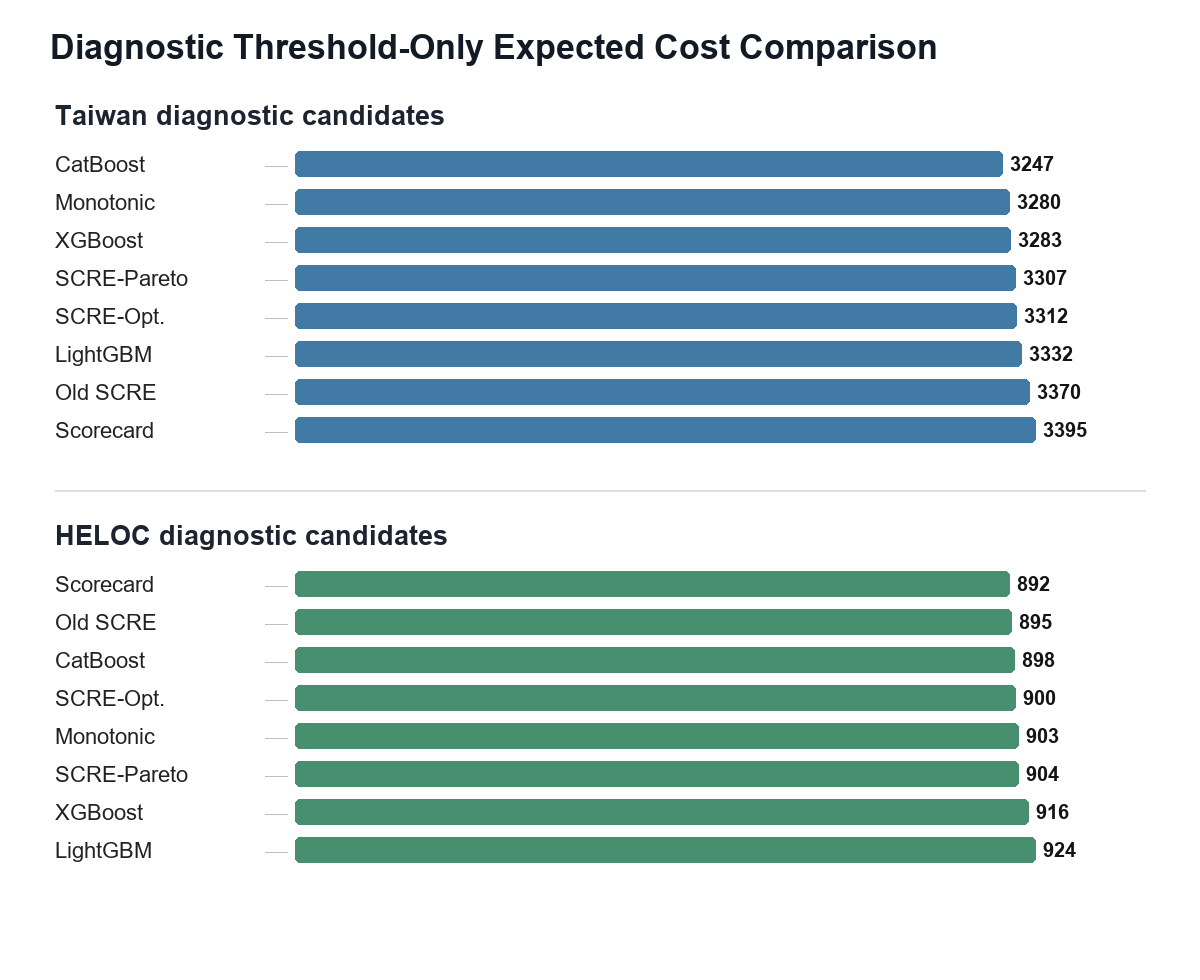 Diagnostic Threshold-Only Expected Cost Comparison
Taiwan diagnostic candidates
CatBoost 3247
Monotonic 3280
XGBoost 3283
SCRE-Pareto 3307
SCRE-Opt. 3312
LightGBM 3332
Old SCRE 3370
Scorecard 3395
HELOC diagnostic candidates
Scorecard 892
Old SCRE 895
CatBoost 898
SCRE-Opt. 900
Monotonic 903
SCRE-Pareto 904
XGBoost 916
LightGBM 924